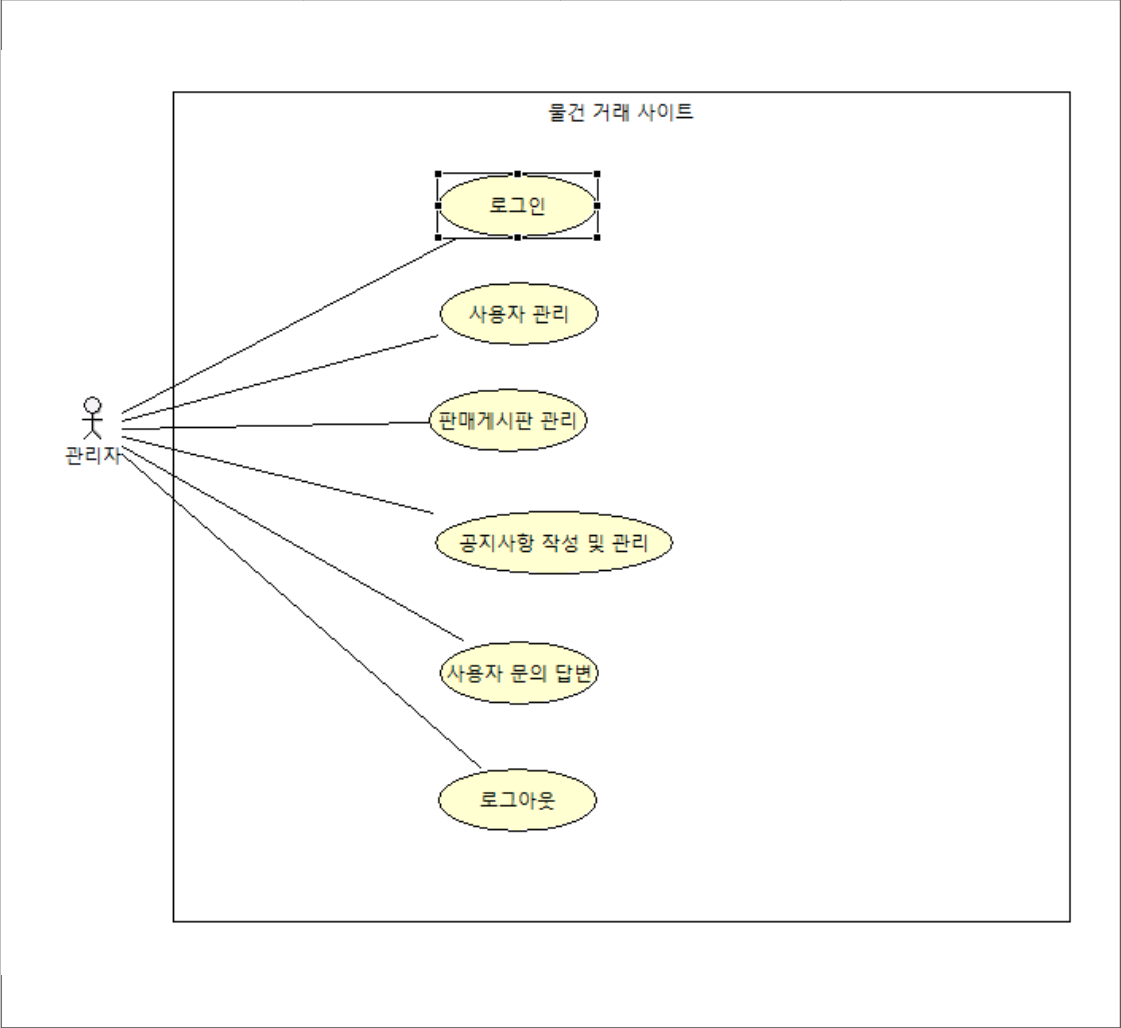 물건 거래 사이트
로그인
사용자 관리
판매게시판 관리
관리자
공지사항 작성 및 관리
사용자 문의 답변
로그아웃